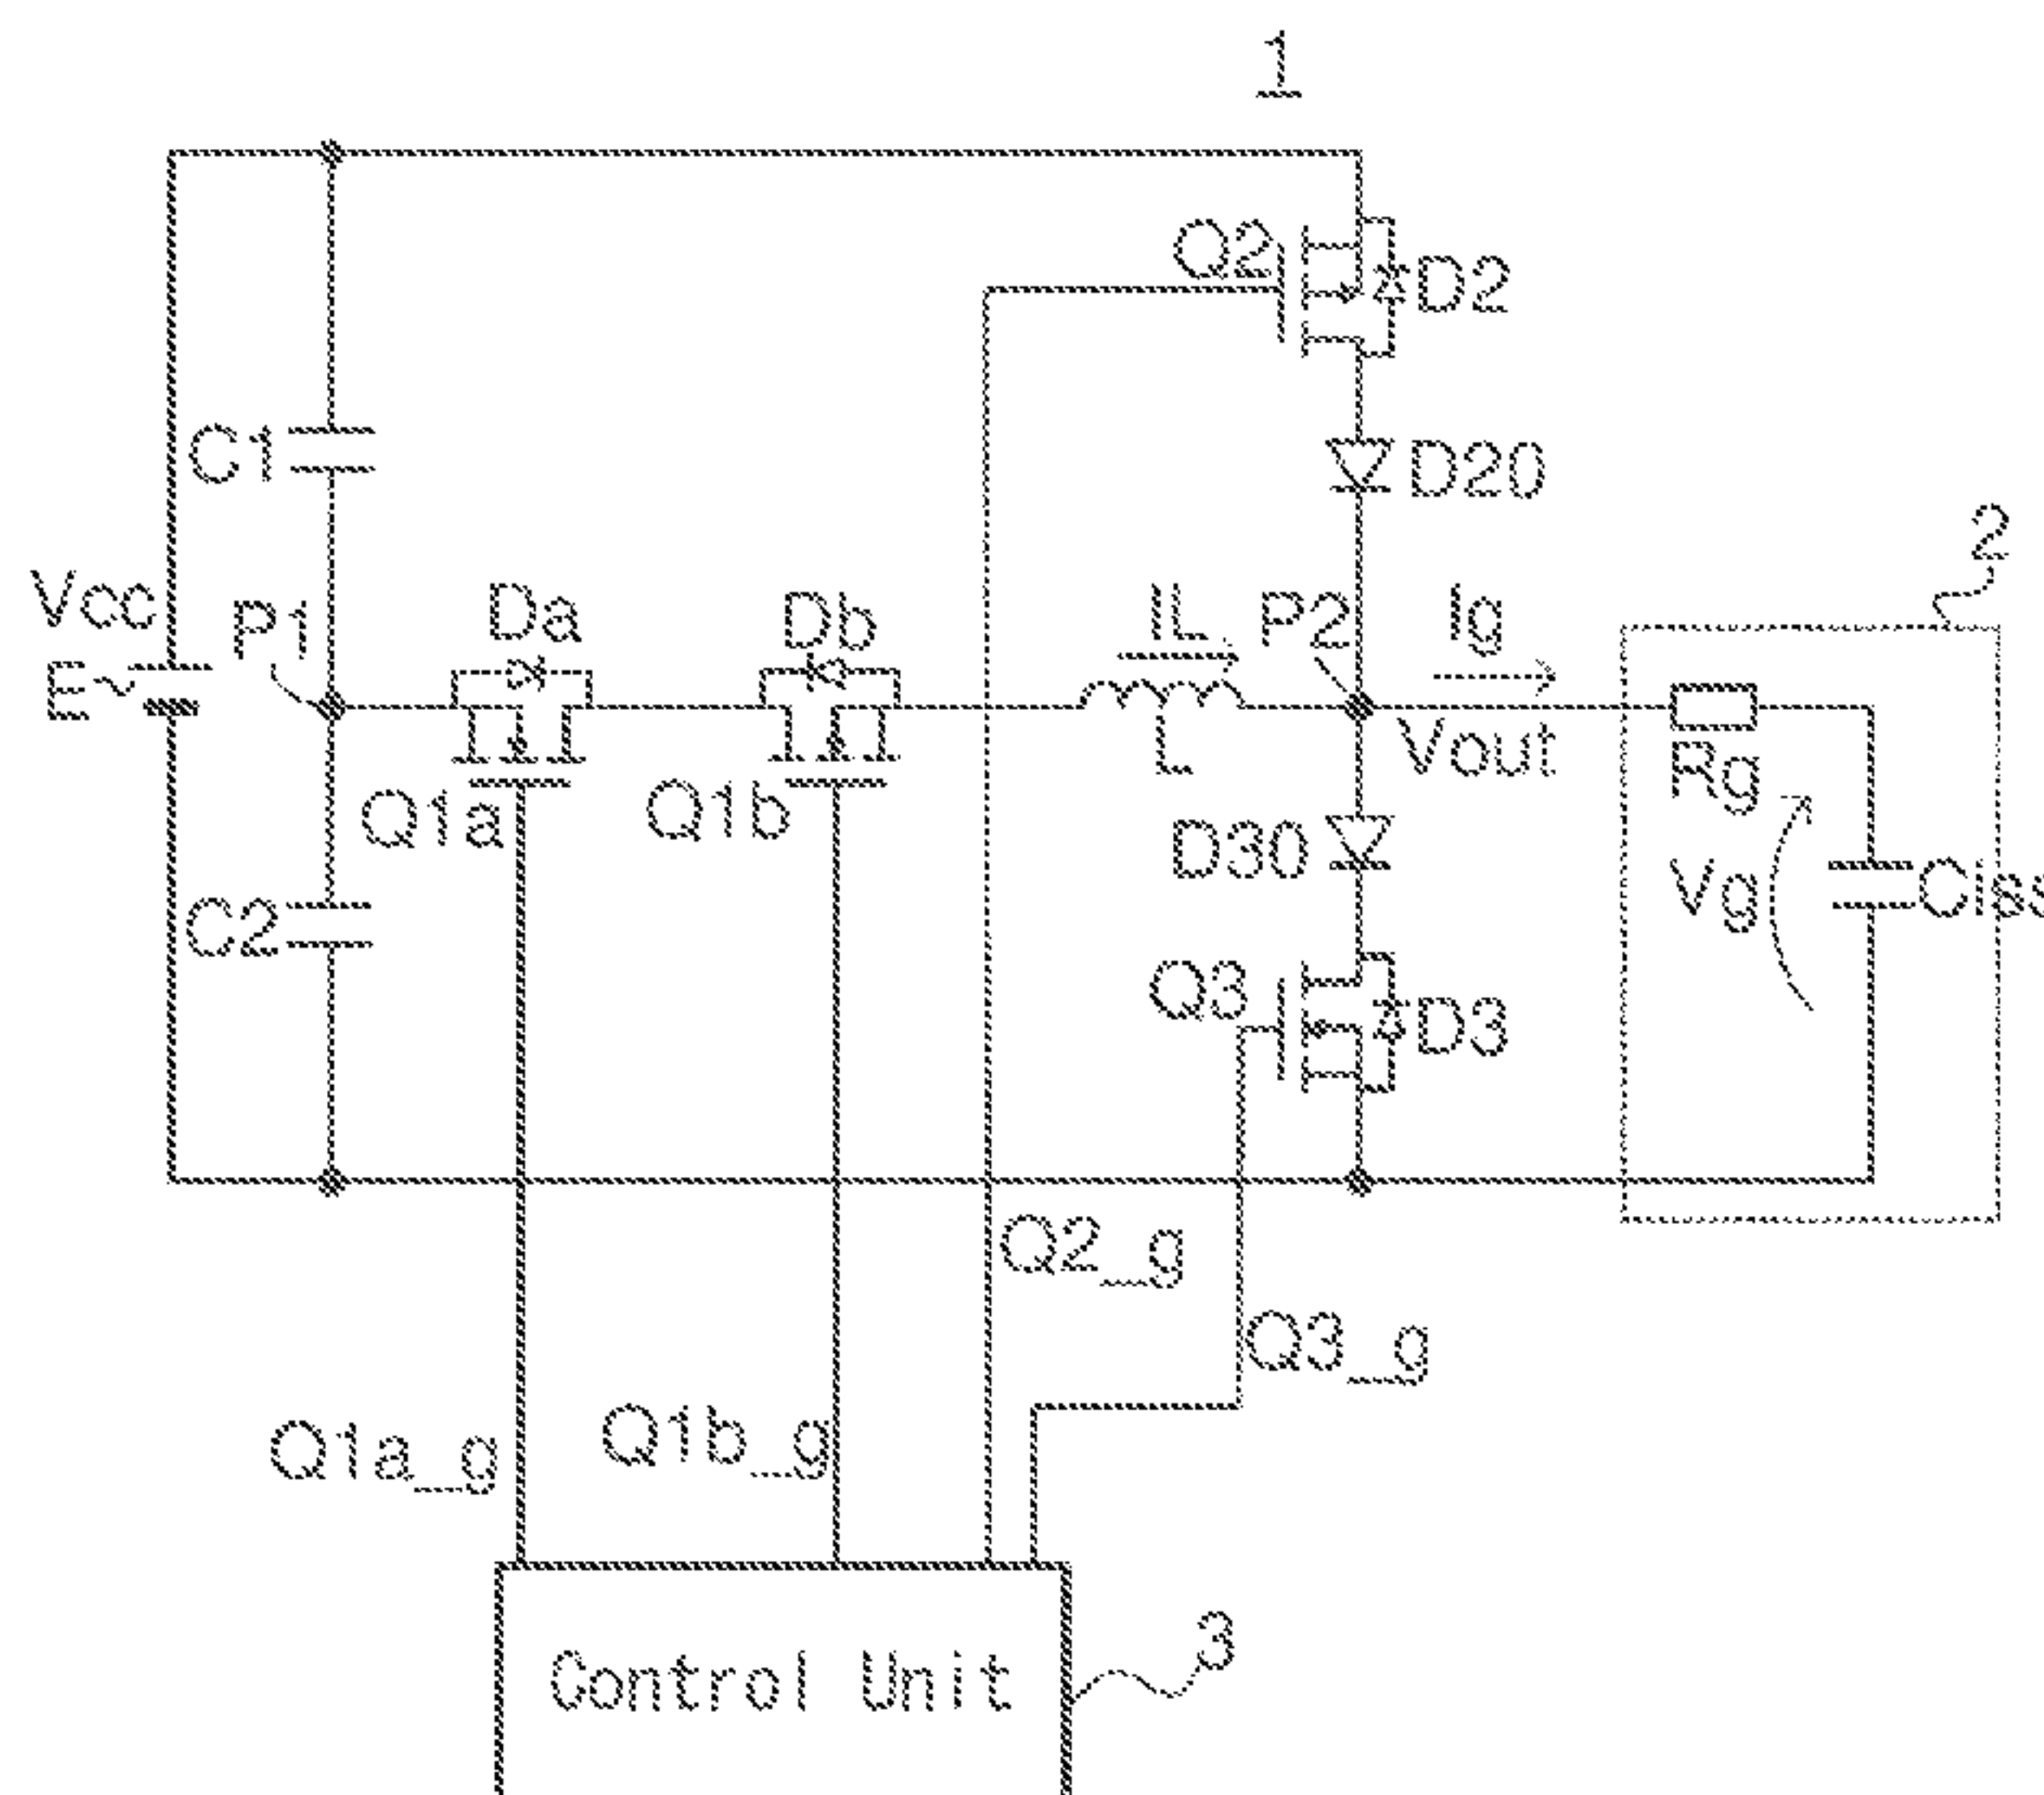 1
Q2
D2
C1
D20
2
Vcc
P1
Da
Db
IL
P2
Ig
E
L
Vout
Rg
Q1a
Q1b
D30
Vg
Ciss
C2
Q3
D3
Q2_g
Q3_g
Q1a_g
Q1b_g
3
Control Unit